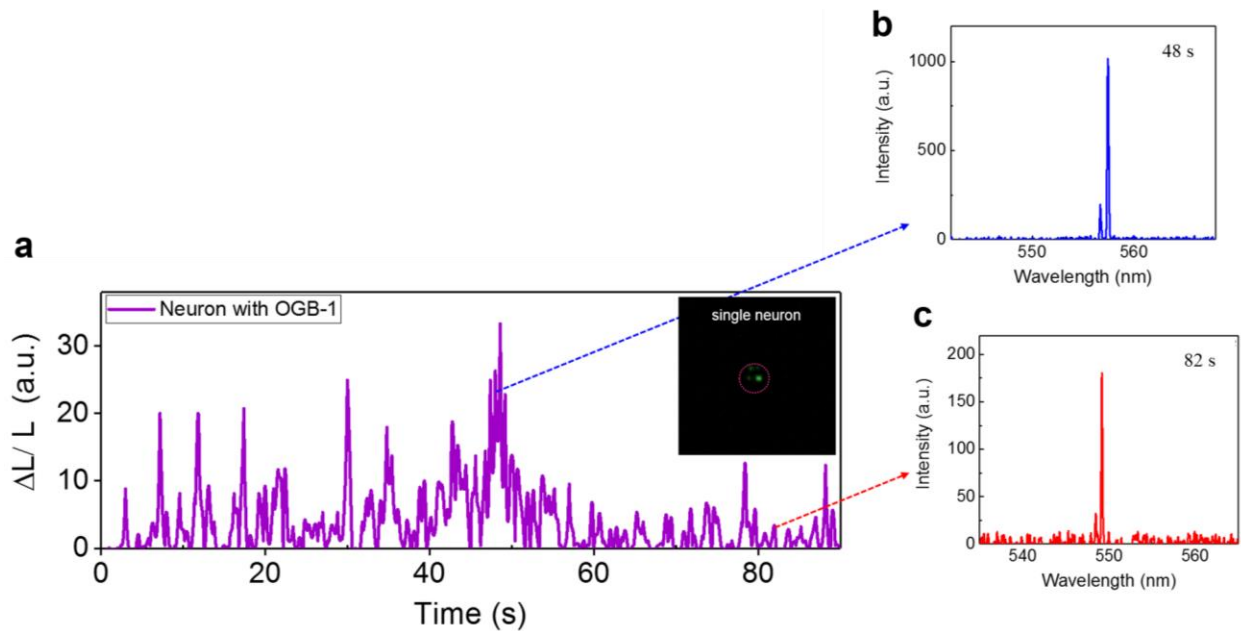 a
Neuron with OGB-1
single neuron
ΔL/ L (a.u.)
30
20
10
0
0 20 40 60 80
Time (s)
b
48 s
Intensity (a.u.)
1000
500
0
550 560
Wavelength (nm)
c
82 s
Intensity (a.u.)
200
150
100
50
0
540 550 560
Wavelength (nm)